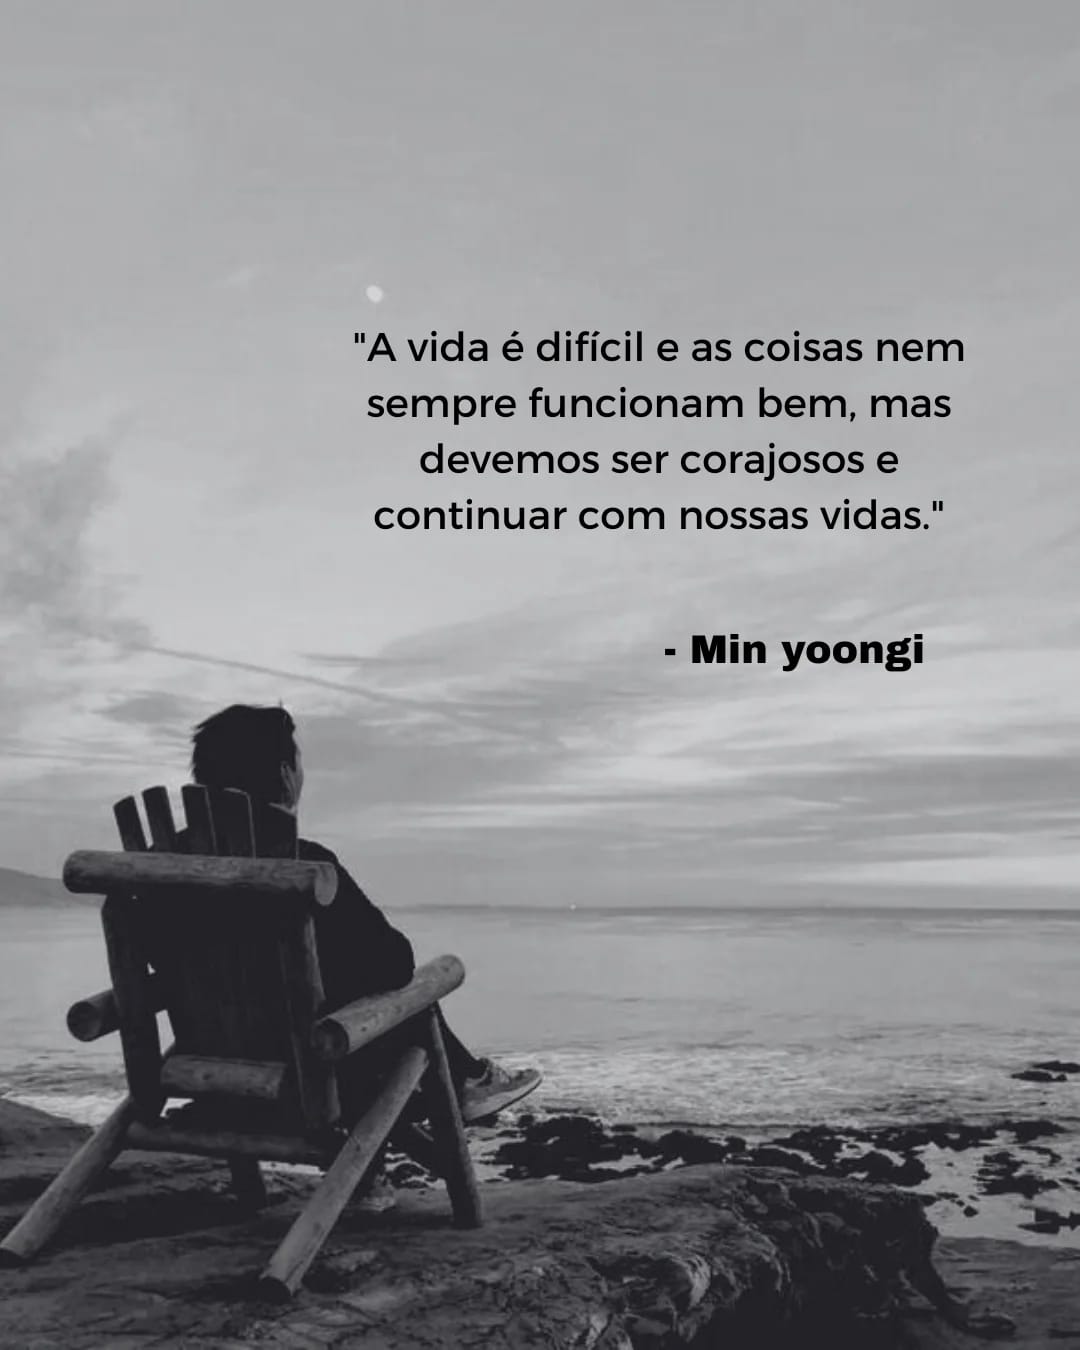 "A vida é difícil e as coisas nem
sempre funcionam bem, mas
devemos ser corajosos e
continuar com nossas vidas."
- Min yoongi